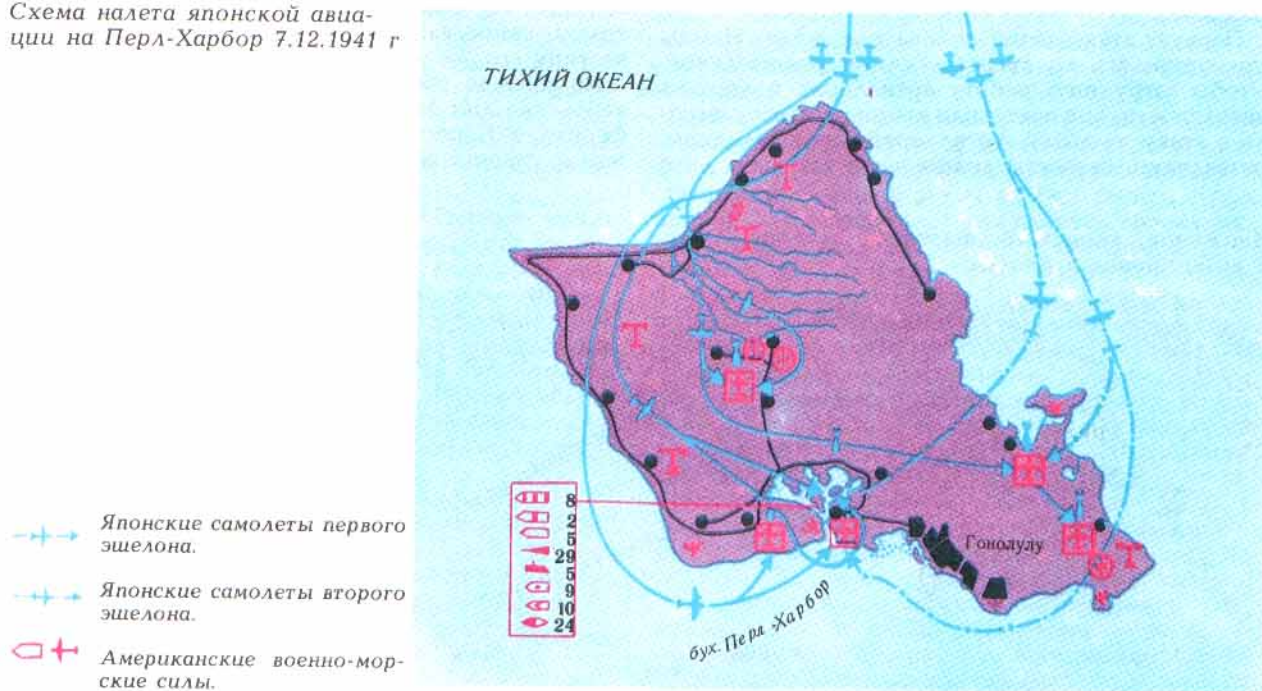 Схема налета японской авиа-
ции на Перл-Харбор 7.12.1941 г
ТИХИЙ ОКЕАН
8
2
5
29
5
9
10
24
Гонолулу
бух. Перл-Харбор
Японские самолеты первого
эшелона.
Японские самолеты второго
эшелона.
Американские военно-мор-
ские силы.